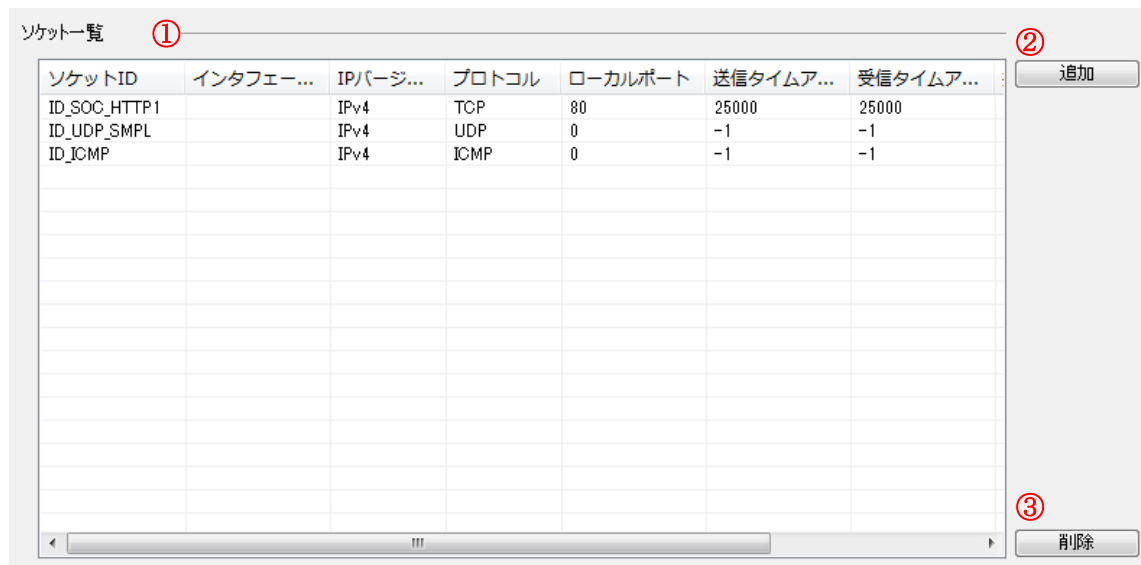 ソケット一覧 ①
②
追加
ソケットID インタフェー... IPバージ... プロトコル ローカルポート 送信タイムア... 受信タイムア...
ID_SOC_HTTP1 IPv4 TCP 80 25000 25000
ID_UDP_SMPL IPv4 UDP 0 -1 -1
ID_ICMP IPv4 ICMP 0 -1 -1
③
削除